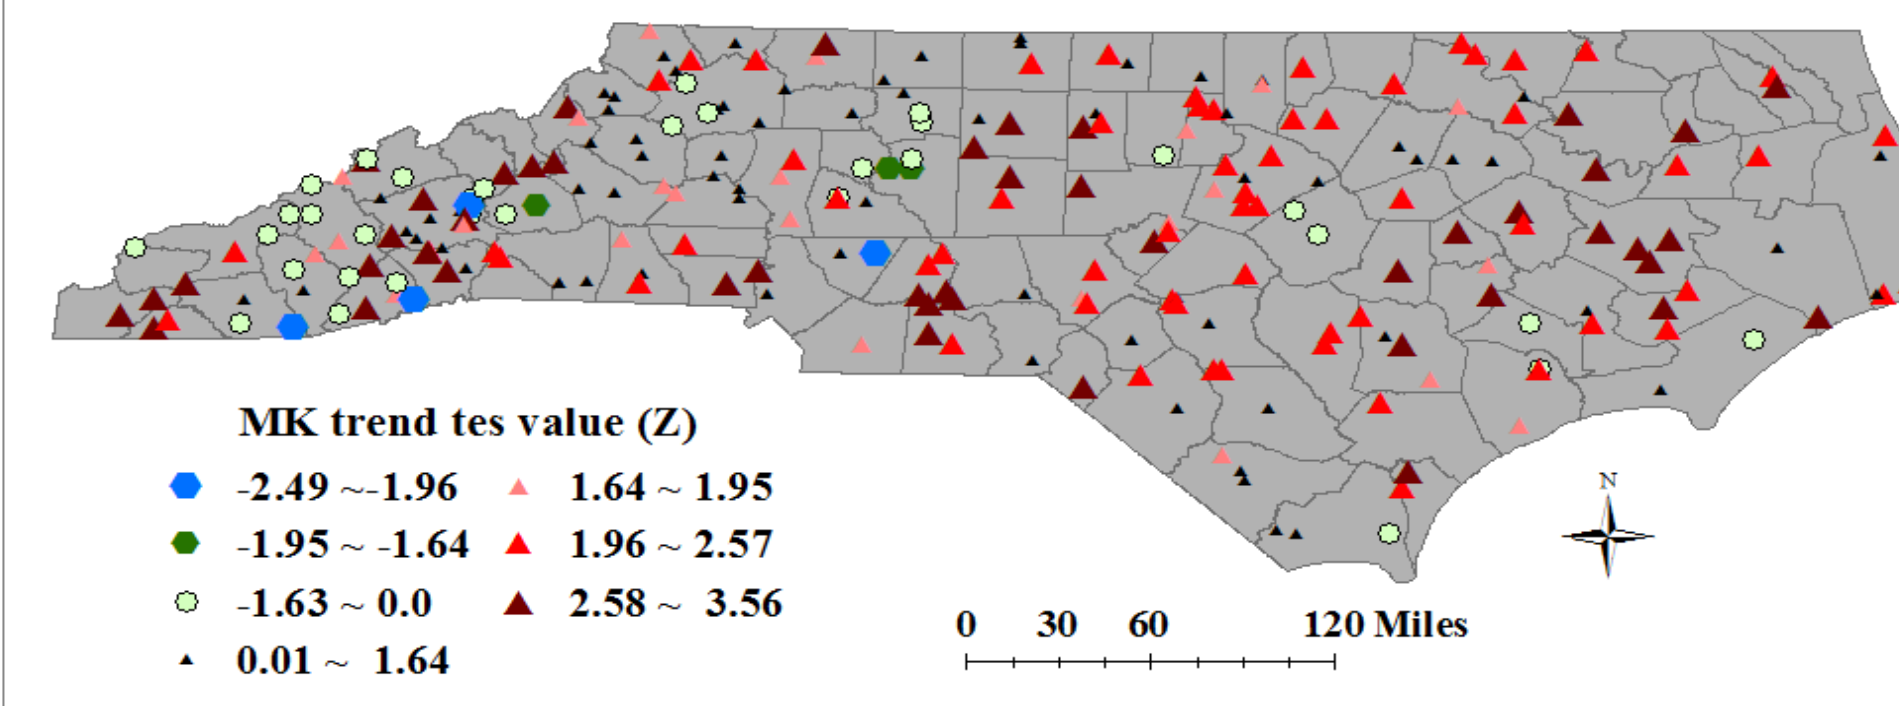 N
MK trend tes value (Z)
-2.49 ~-1.96
1.64 ~ 1.95
-1.95 ~ -1.64
1.96 ~ 2.57
-1.63 ~ 0.0
2.58 ~ 3.56
0.01 ~ 1.64
0 30 60 120 Miles